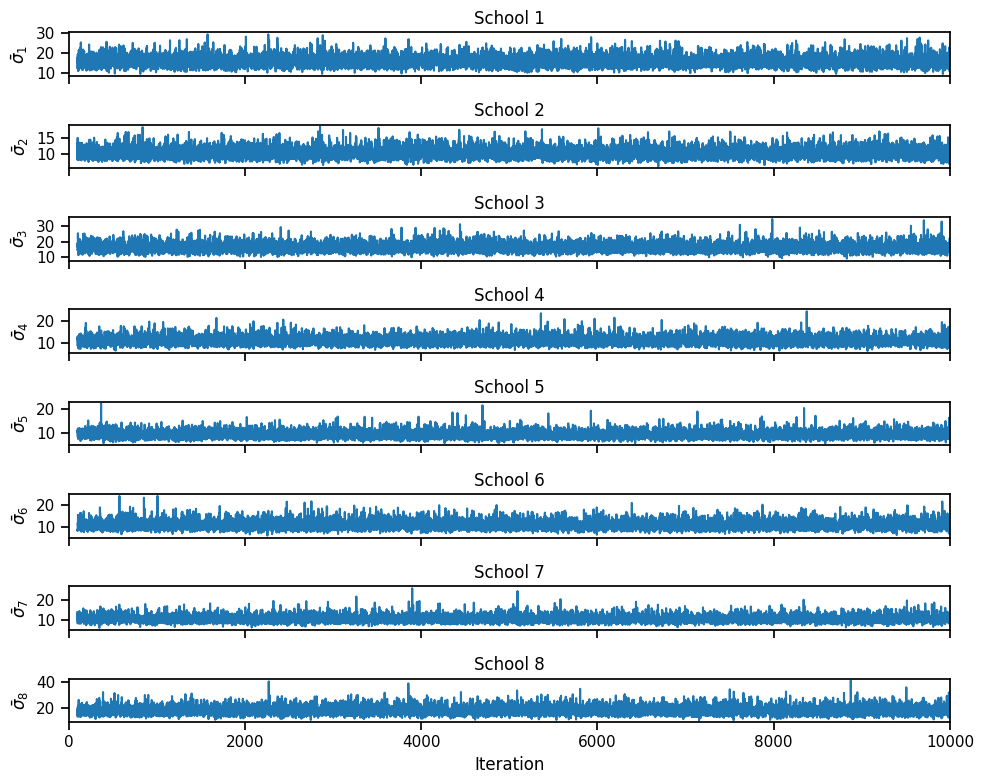 School 1
30
20
10
σ̄₁
School 2
15
10
σ̄₂
School 3
30
20
10
σ̄₃
School 4
20
10
σ̄₄
School 5
20
10
σ̄₅
School 6
20
10
σ̄₆
School 7
20
10
σ̄₇
School 8
40
20
σ̄₈
0 2000 4000 6000 8000 10000
Iteration